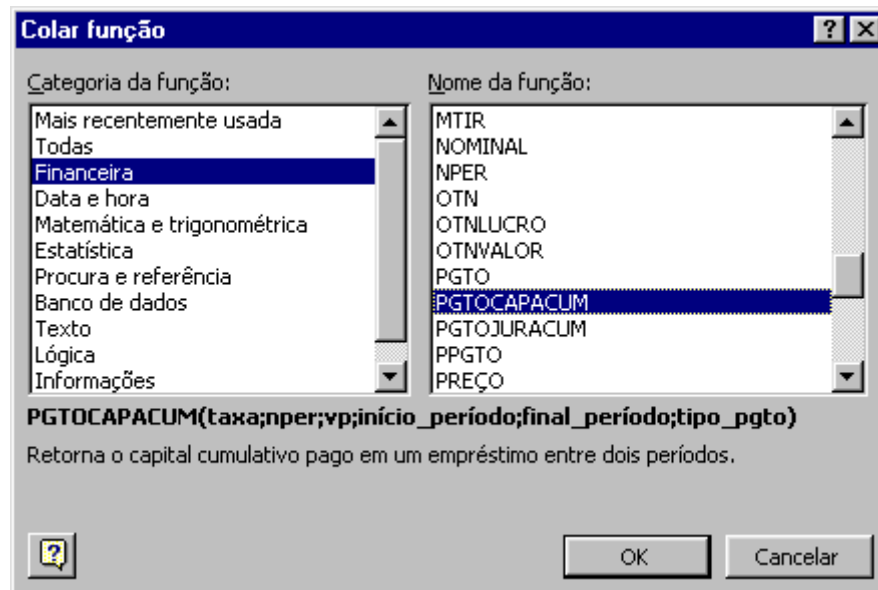 Colar função
Categoria da função:
Mais recentemente usada
Todas
Financeira
Data e hora
Matemática e trigonométrica
Estatística
Procura e referência
Banco de dados
Texto
Lógica
Informações
Nome da função:
MTIR
NOMINAL
NPER
OTN
OTNLUCRO
OTNVALOR
PGTO
PGTOCAPACUM
PGTOJURACUM
PPGTO
PREÇO
PGTOCAPACUM(taxa;nper;vp;início_período;final_período;tipo_pgto)
Retorna o capital cumulativo pago em um empréstimo entre dois períodos.
OK
Cancelar